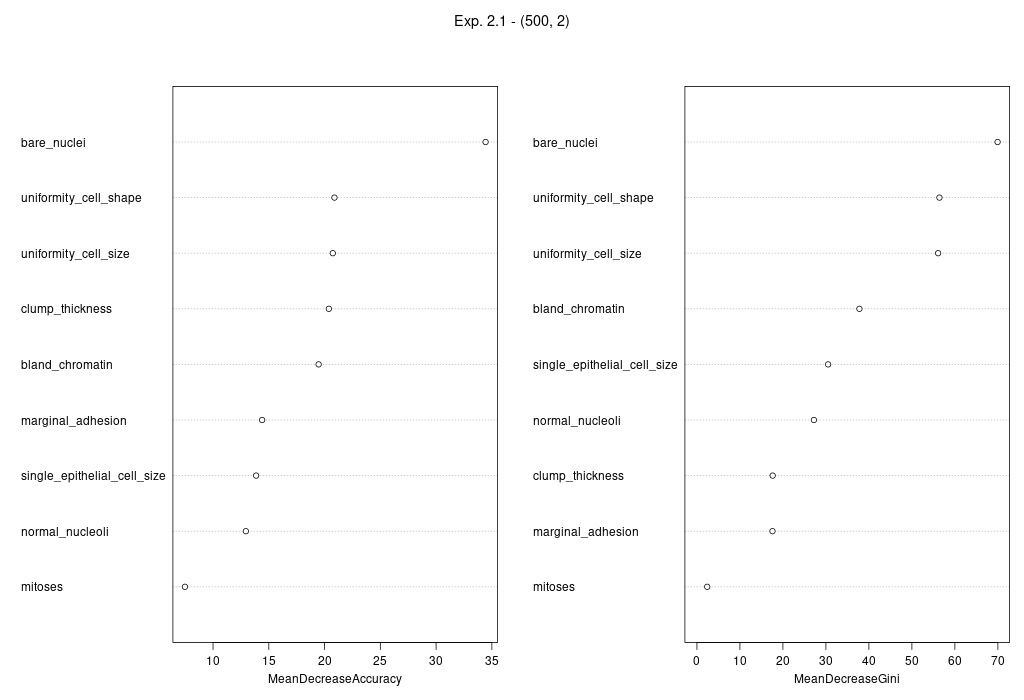 Exp. 2.1 - (500, 2)
bare_nuclei
uniformity_cell_shape
uniformity_cell_size
clump_thickness
bland_chromatin
marginal_adhesion
single_epithelial_cell_size
normal_nucleoli
mitoses
10 15 20 25 30 35
MeanDecreaseAccuracy
bare_nuclei
uniformity_cell_shape
uniformity_cell_size
bland_chromatin
single_epithelial_cell_size
normal_nucleoli
clump_thickness
marginal_adhesion
mitoses
0 10 20 30 40 50 60 70
MeanDecreaseGini